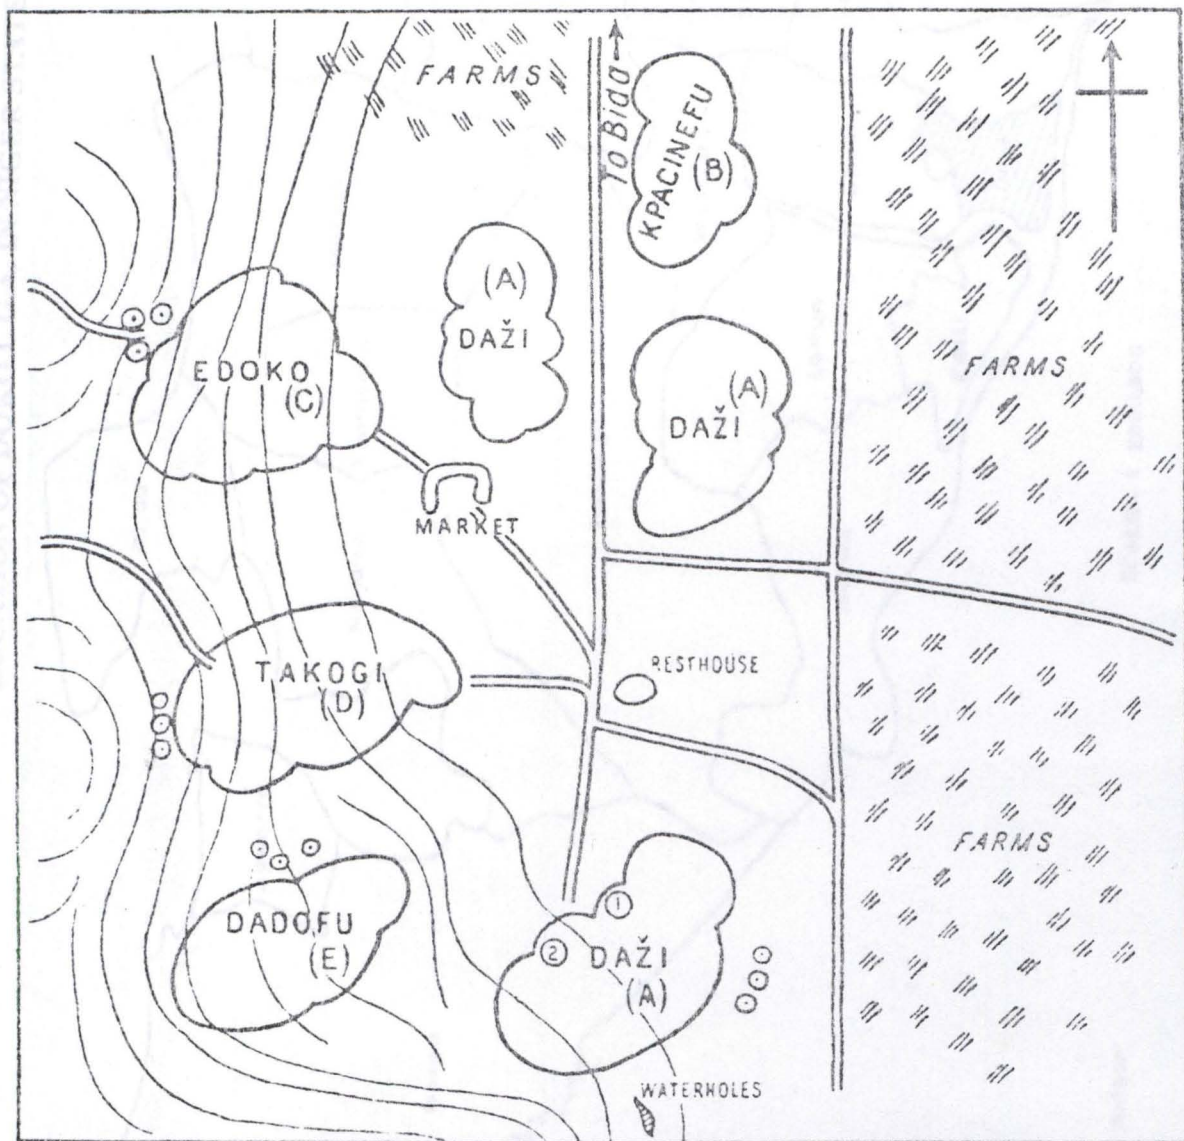 FARMS
To Bida
KPACINEFU
(B)
(A)
DAŽI
EDOKO
(C)
(A)
DAŽI
FARMS
MARKET
RESTHOUSE
TAKOGI
(D)
FARMS
DADOFU
(E)
1
2
DAŽI
(A)
WATERHOLES